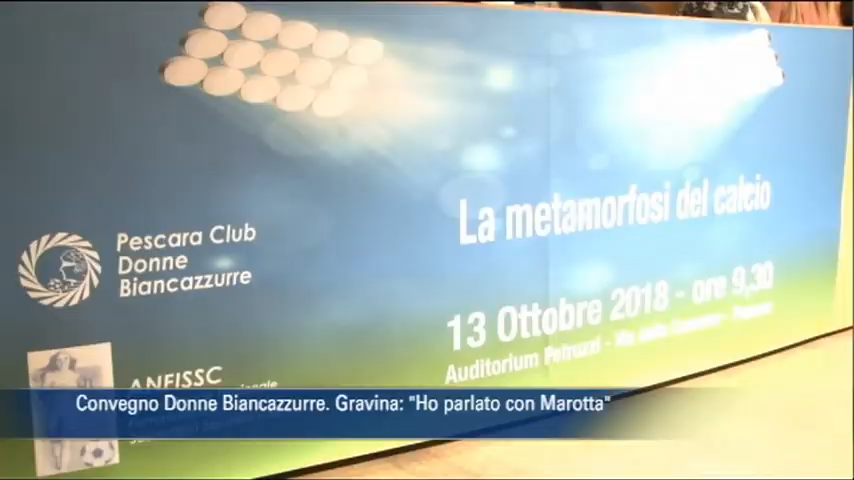 La metamorfosi del calcio
Pescara Club
Donne
Biancazzurre
13 Ottobre 2018 - ore 9,30
Auditorium Petruzzi - Via
ANFISSC
Convegno Donne Biancazzurre. Gravina: "Ho parlato con Marotta"